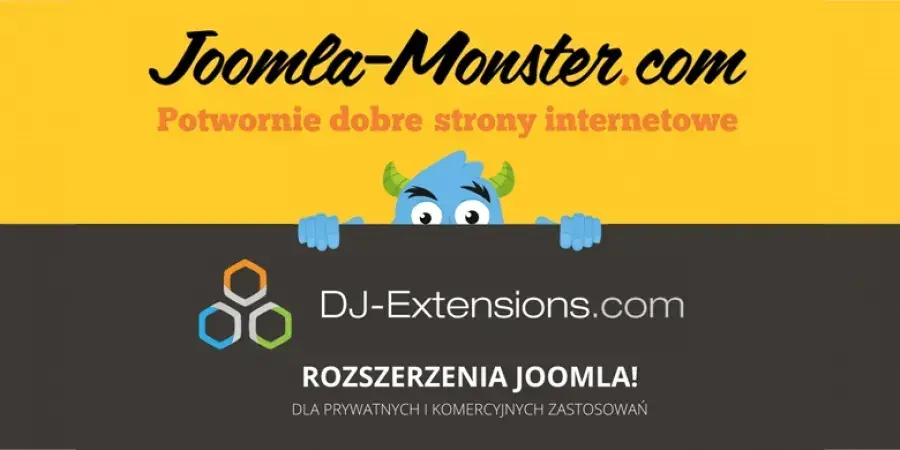 Joomla-Monster.com
Potwornie dobre strony internetowe
DJ-Extensions.com
ROZSZERZENIA JOOMLA!
DLA PRYWATNYCH I KOMERCYJNYCH ZASTOSOWAŃ